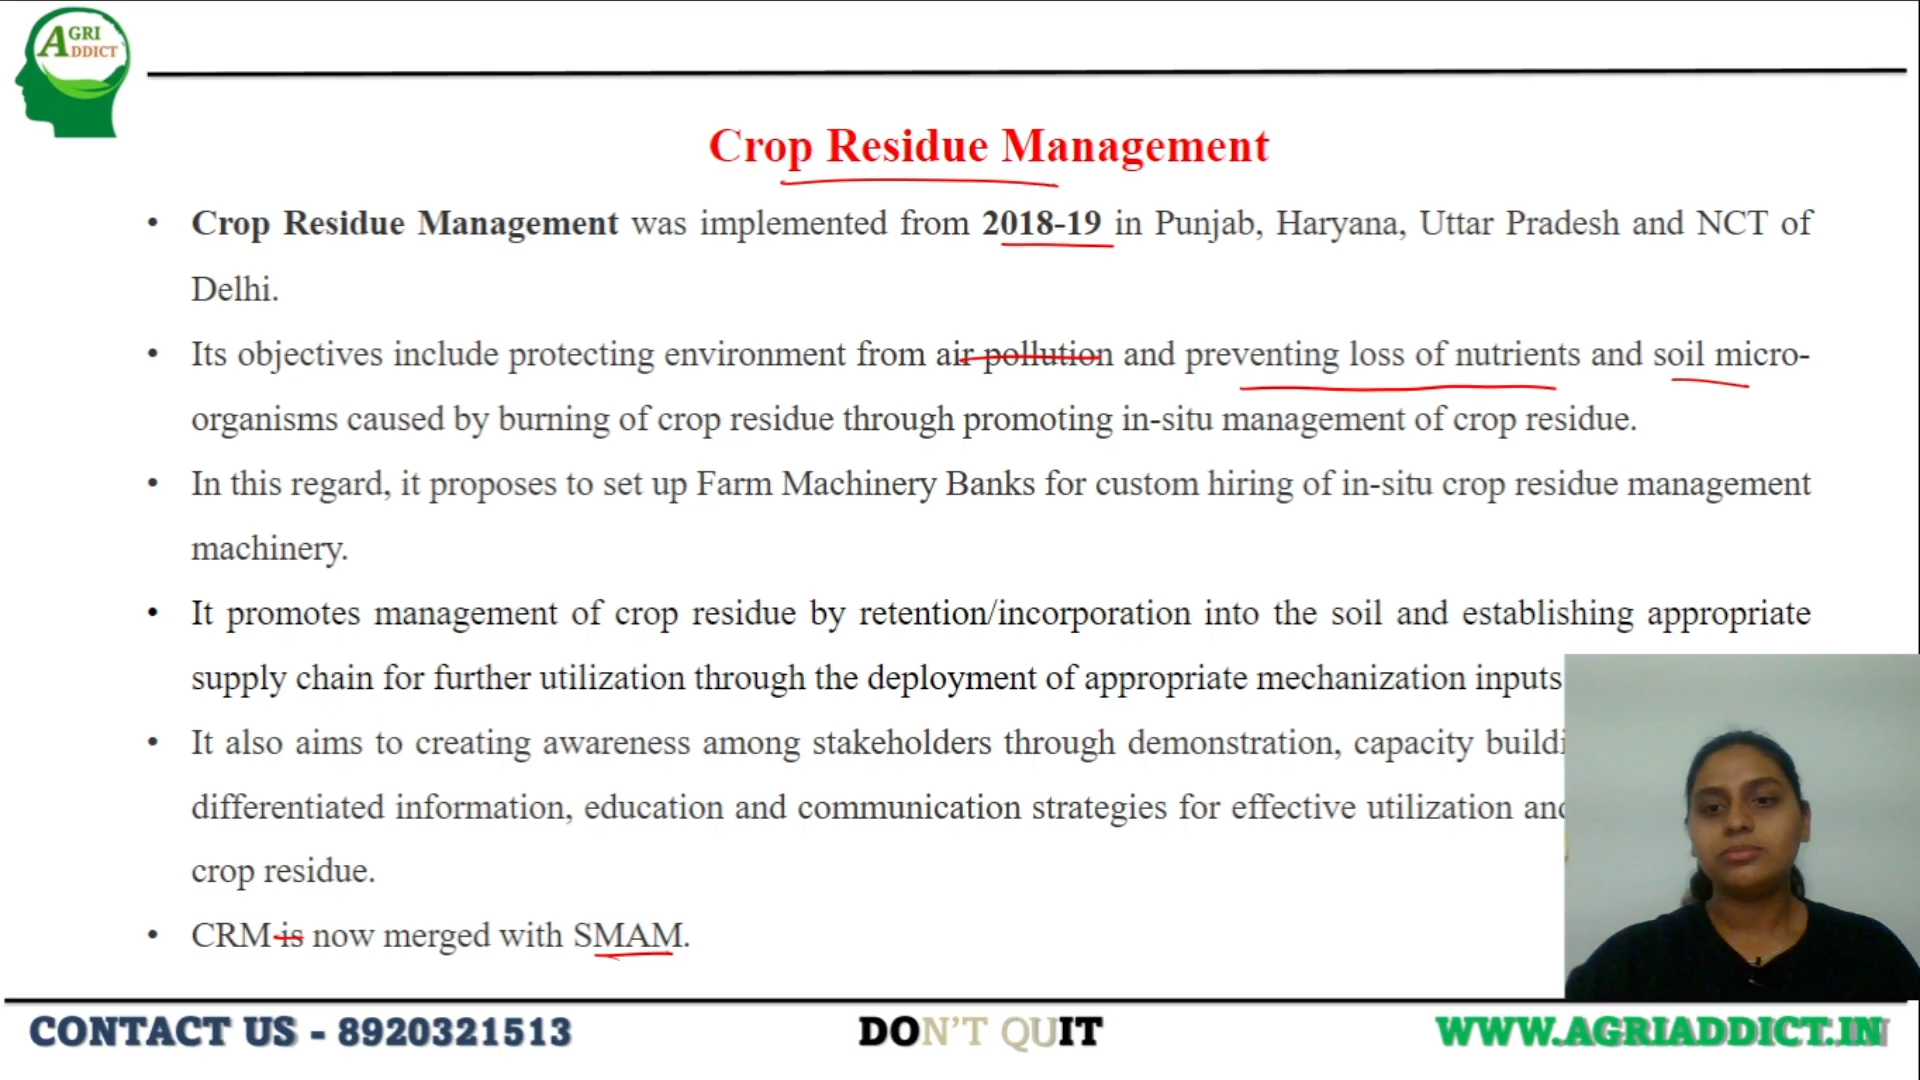 AGRI
ADDICT
Crop Residue Management
• Crop Residue Management was implemented from 2018-19 in Punjab, Haryana, Uttar Pradesh and NCT of
Delhi.
• Its objectives include protecting environment from air pollution and preventing loss of nutrients and soil micro-
organisms caused by burning of crop residue through promoting in-situ management of crop residue.
• In this regard, it proposes to set up Farm Machinery Banks for custom hiring of in-situ crop residue management
machinery.
• It promotes management of crop residue by retention/incorporation into the soil and establishing appropriate
supply chain for further utilization through the deployment of appropriate mechanization inputs
• It also aims to creating awareness among stakeholders through demonstration, capacity
differentiated information, education and communication strategies for effective utilization
crop residue.
• CRM is now merged with SMAM.
CONTACT US - 8920321513
DON'T QUIT
WWW.AGRIADDICT.IN